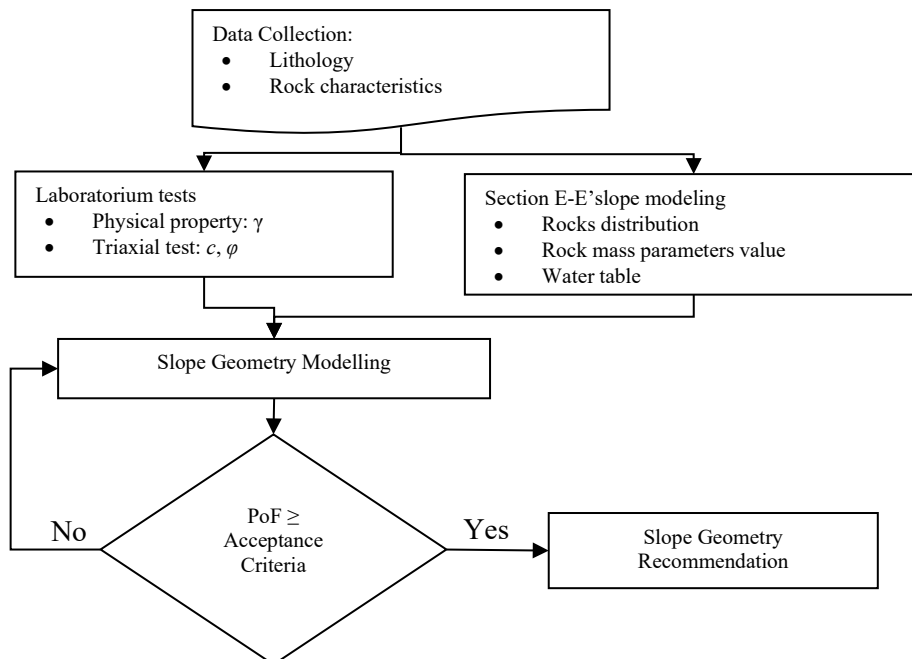 Data Collection:
• Lithology
• Rock characteristics
Laboratorium tests
• Physical property: γ
• Triaxial test: c, φ
Section E-E’slope modeling
• Rocks distribution
• Rock mass parameters value
• Water table
Slope Geometry Modelling
No
PoF ≥
Acceptance
Criteria
Yes
Slope Geometry
Recommendation